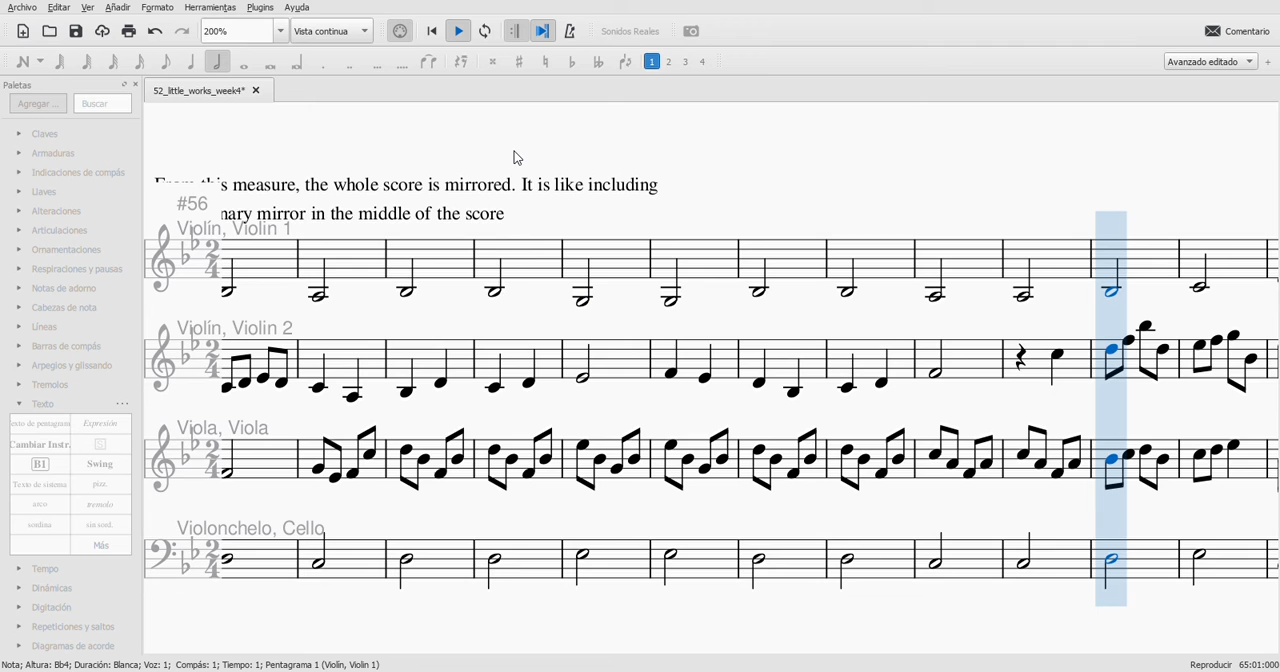 Archivo Editar Ver Añadir Formato Herramientas Plugins Ayuda
200% Vista continua Sonidos Reales Comentario
1 2 3 4 Avanzado editado
Paletas
52_little_works_week4*
Agregar ... Buscar
Claves
Armaduras
Indicaciones de compás
Llaves
Alteraciones
Articulaciones
Ornamentaciones
Respiraciones y pausas
Notas de adorno
Cabezas de nota
Líneas
Barras de compás
Arpegios y glissando
Tremolos
Texto
Expresión
Cambiar Instr. S
B1 Swing
Texto de sistema pizz.
arco tremolo
sordina sin sord.
Más
Tempo
Dinámicas
Digitación
Repeticiones y saltos
Diagramas de acorde
From this measure, the whole score is mirrored. It is like including
mirror in the middle of the score
#56
Violín, Violin 1
Violín, Violin 2
Viola, Viola
Violonchelo, Cello
Nota; Altura: Bb4; Duración: Blanca; Voz: 1; Compás: 1; Tiempo: 1; Pentagrama 1 (Violín, Violin 1) Reproducir 65:01:000